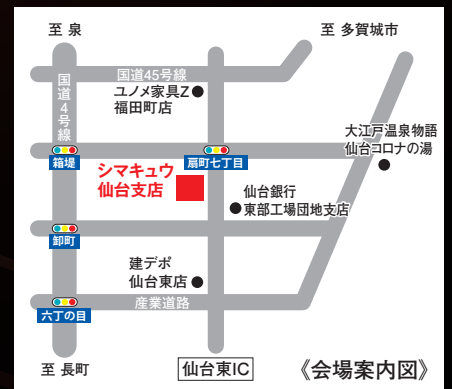 至 泉
至 多賀城市
国道45号線
国道4号線
ユノメ家具Z
福田町店
大江戸温泉物語
仙台コロナの湯
箱堤
扇町七丁目
シマキュウ
仙台支店
仙台銀行
東部工場団地支店
卸町
建デポ
仙台東店
産業道路
六丁の目
至 長町
仙台東IC
《会場案内図》